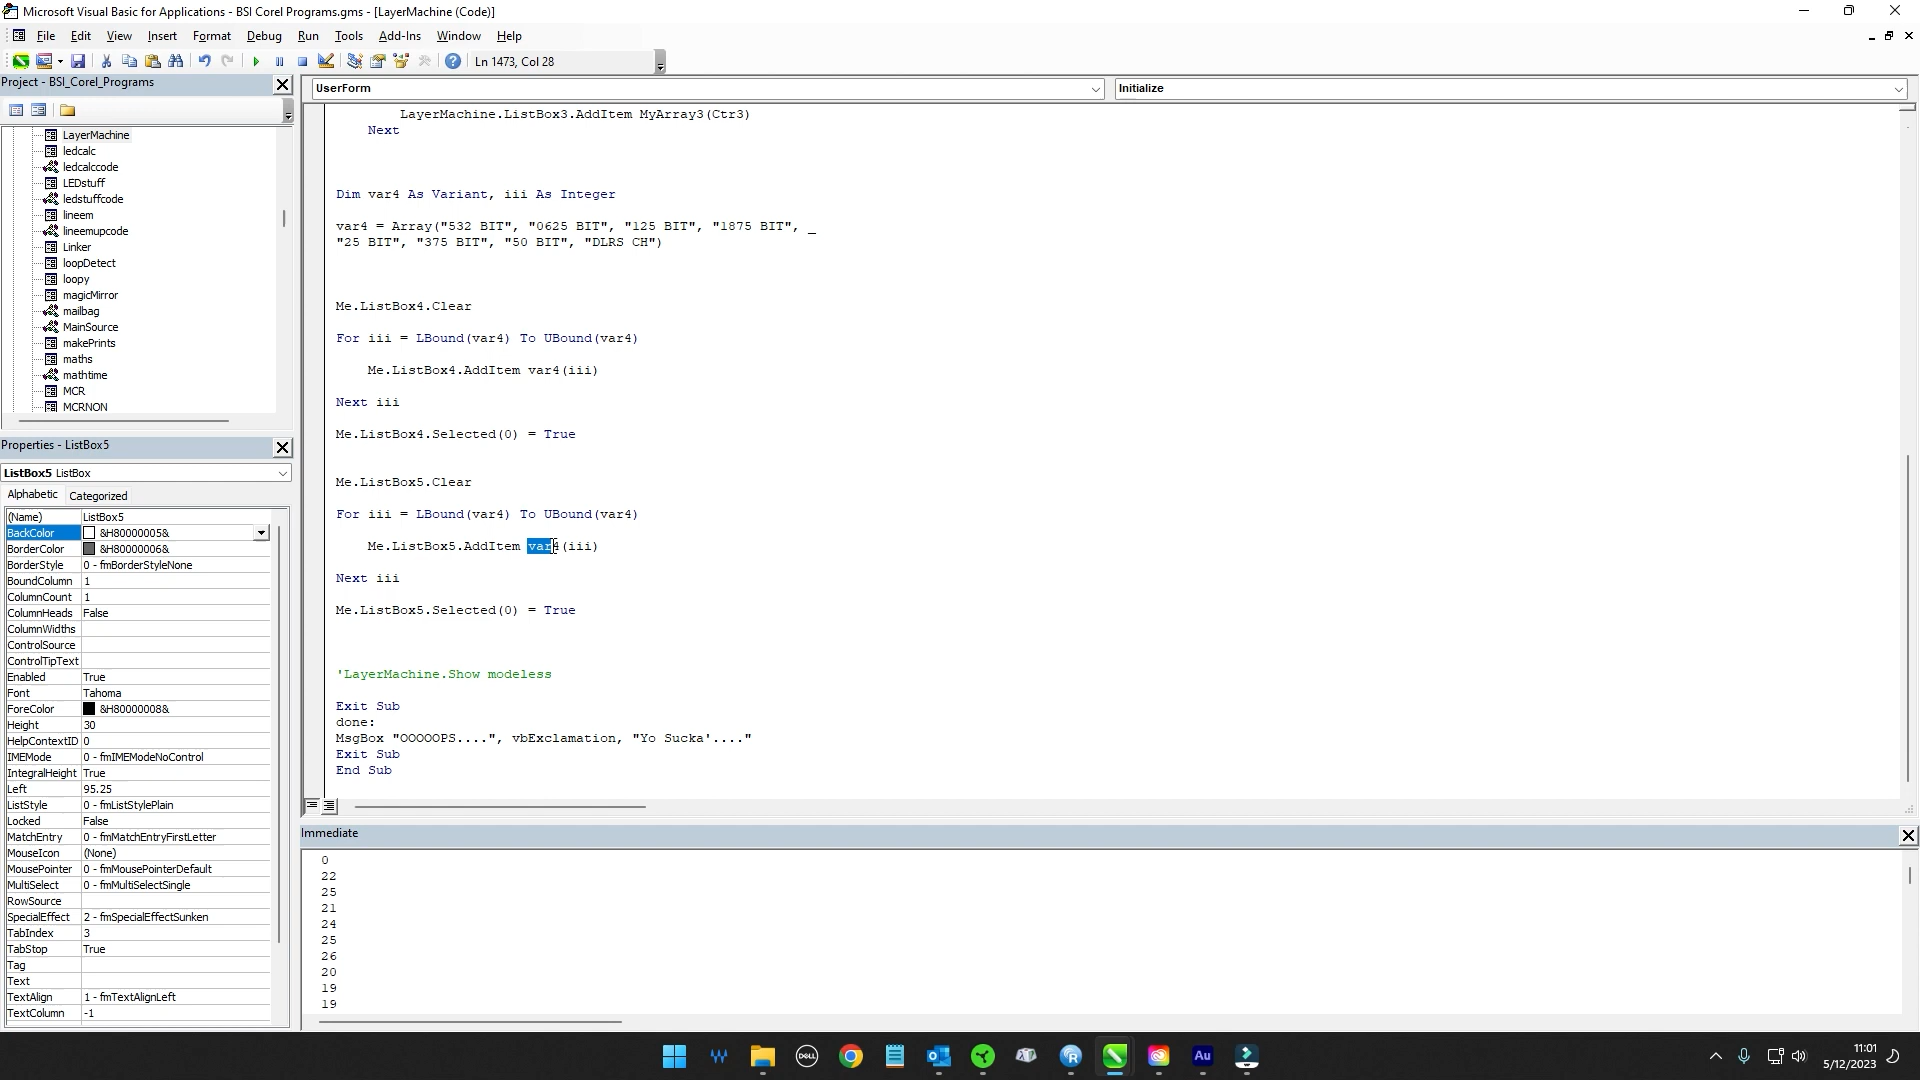 Microsoft Visual Basic for Applications - BSI Corel Programs.gms - [LayerMachine (Code)]
File Edit View Insert Format Debug Run Tools Add-Ins Window Help
Ln 1473, Col 28
Project - BSI_Corel_Programs
LayerMachine
ledcalc
ledcalccode
LEDstuff
ledstuffcode
lineem
lineemupcode
Linker
loopDetect
loopy
magicMirror
mailbag
MainSource
makePrints
maths
mathtime
MCR
MCRNON
Properties - ListBox5
ListBox5 ListBox
Alphabetic Categorized
(Name) ListBox5
BackColor &H80000005&
BorderColor &H80000006&
BorderStyle 0 - fmBorderStyleNone
BoundColumn 1
ColumnCount 1
ColumnHeads False
ColumnWidths
ControlSource
ControlTipText
Enabled True
Font Tahoma
ForeColor &H80000008&
Height 30
HelpContextID 0
IMEMode 0 - fmIMEModeNoControl
IntegralHeight True
Left 95.25
ListStyle 0 - fmListStylePlain
Locked False
MatchEntry 0 - fmMatchEntryFirstLetter
MouseIcon (None)
MousePointer 0 - fmMousePointerDefault
MultiSelect 0 - fmMultiSelectSingle
RowSource
SpecialEffect 2 - fmSpecialEffectSunken
TabIndex 3
TabStop True
Tag
Text
TextAlign 1 - fmTextAlignLeft
TextColumn -1
UserForm Initialize
LayerMachine.ListBox3.AddItem MyArray3(Ctr3)
Next
Dim var4 As Variant, iii As Integer
var4 = Array("532 BIT", "0625 BIT", "125 BIT", "1875 BIT", _
"25 BIT", "375 BIT", "50 BIT", "DLRS CH")
Me.ListBox4.Clear
For iii = LBound(var4) To UBound(var4)
Me.ListBox4.AddItem var4(iii)
Next iii
Me.ListBox4.Selected(0) = True
Me.ListBox5.Clear
For iii = LBound(var4) To UBound(var4)
Me.ListBox5.AddItem var4(iii)
Next iii
Me.ListBox5.Selected(0) = True
'LayerMachine.Show modeless
Exit Sub
done:
MsgBox "OOOOOPS....", vbExclamation, "Yo Sucka'...."
Exit Sub
End Sub
Immediate
0
22
25
21
24
25
26
20
19
19
DELL
Au
11:01
5/12/2023